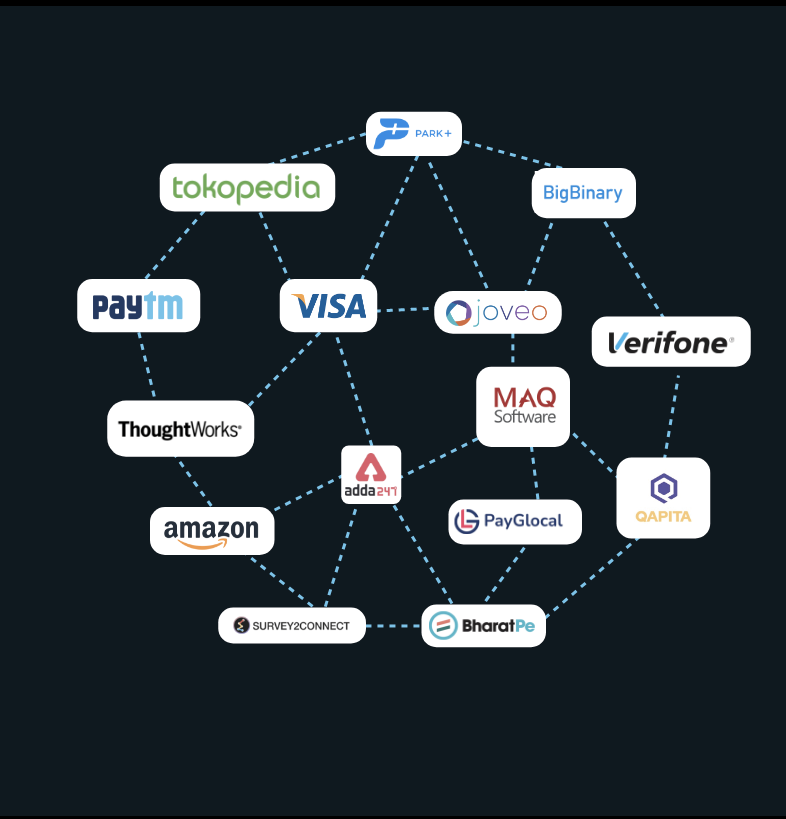 PARK+
tokopedia
BigBinary
paytm
VISA
joveo
Verifone®
MAQ
Software
ThoughtWorks®
adda247
QAPITA
amazon
PayGlocal
SURVEY2CONNECT
BharatPe